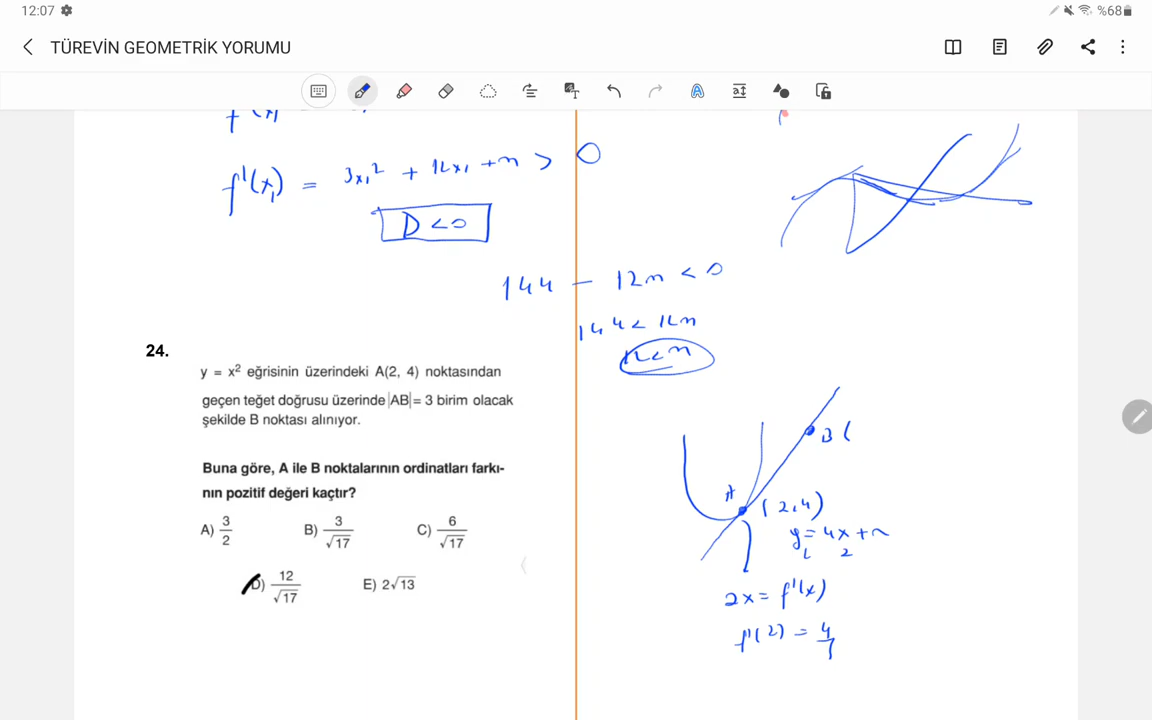 12:07
%68
TÜREVİN GEOMETRİK YORUMU
f'(x₁) = 3x₁² + 12x₁ + n > 0
D < 0
144 - 12n < 0
144 < 12n
12 < n
24.
y = x² eğrisinin üzerindeki A(2, 4) noktasından
geçen teğet doğrusu üzerinde |AB| = 3 birim olacak
şekilde B noktası alınıyor.
Buna göre, A ile B noktalarının ordinatları farkı-
nın pozitif değeri kaçtır?
A) 3/2 B) 3/√17 C) 6/√17
D) 12/√17 E) 2√13
B (
A
(2,4)
y = 4x + n
2x = f'(x)
f'(2) = 4/1